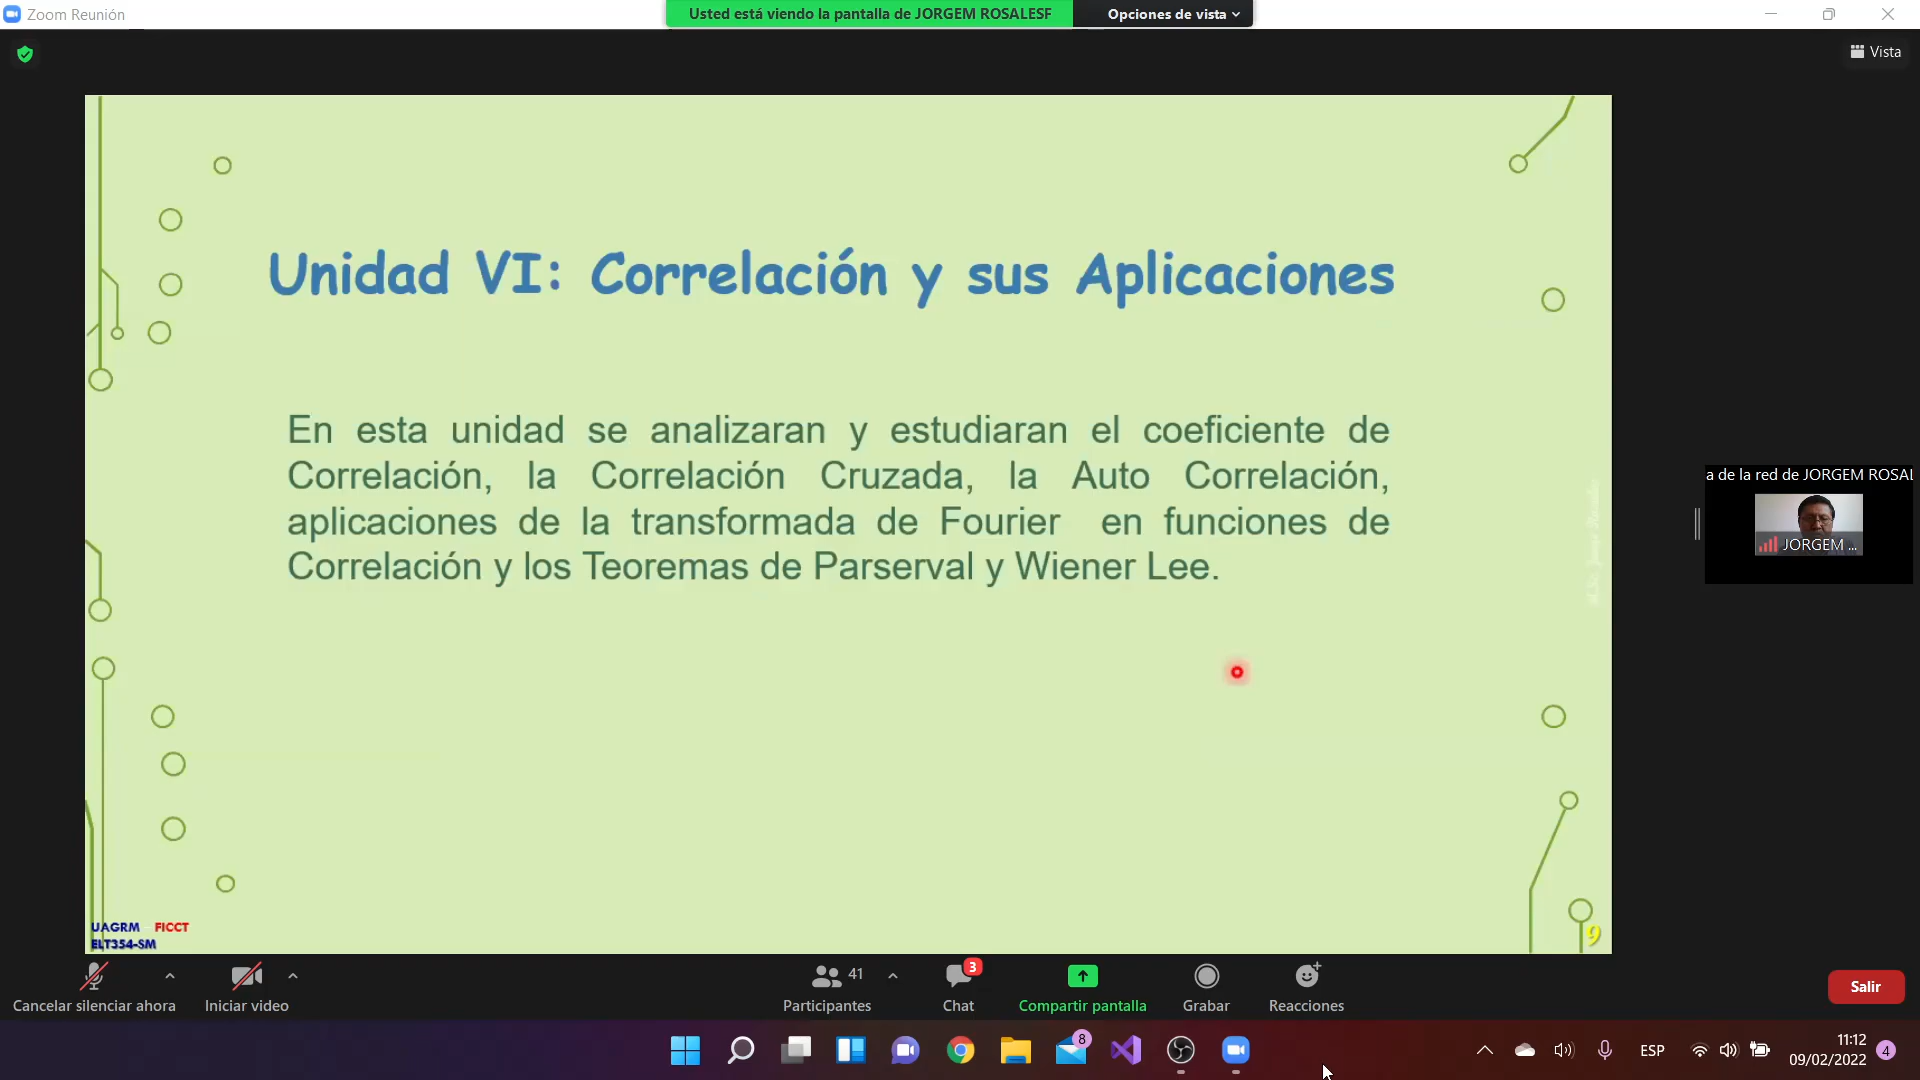 Zoom Reunión
Usted está viendo la pantalla de JORGEM ROSALESF
Opciones de vista
Vista
Unidad VI: Correlación y sus Aplicaciones
En esta unidad se analizaran y estudiaran el coeficiente de
Correlación, la Correlación Cruzada, la Auto Correlación,
aplicaciones de la transformada de Fourier en funciones de
Correlación y los Teoremas de Parserval y Wiener Lee.
a de la red de JORGEM ROSAL
JORGEM ...
UAGRM - FICCT
ELT354-SM
9
Cancelar silenciar ahora
Iniciar video
41
Participantes
3
Chat
Compartir pantalla
Grabar
Reacciones
Salir
8
ESP
11:12
09/02/2022
4